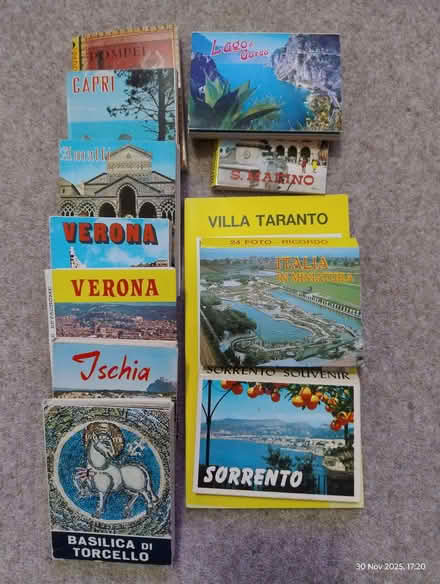 POMPEI
CAPRI
Amalfi
VERONA
VERONA
Ischia
BASILICA DI
TORCELLO
Lago di
Garda
S. MARINO
VILLA TARANTO
24 FOTO - RICORDO
ITALIA
IN MINIATURA
SORRENTO SOUVENIR
SORRENTO
30 Nov 2025, 17:20